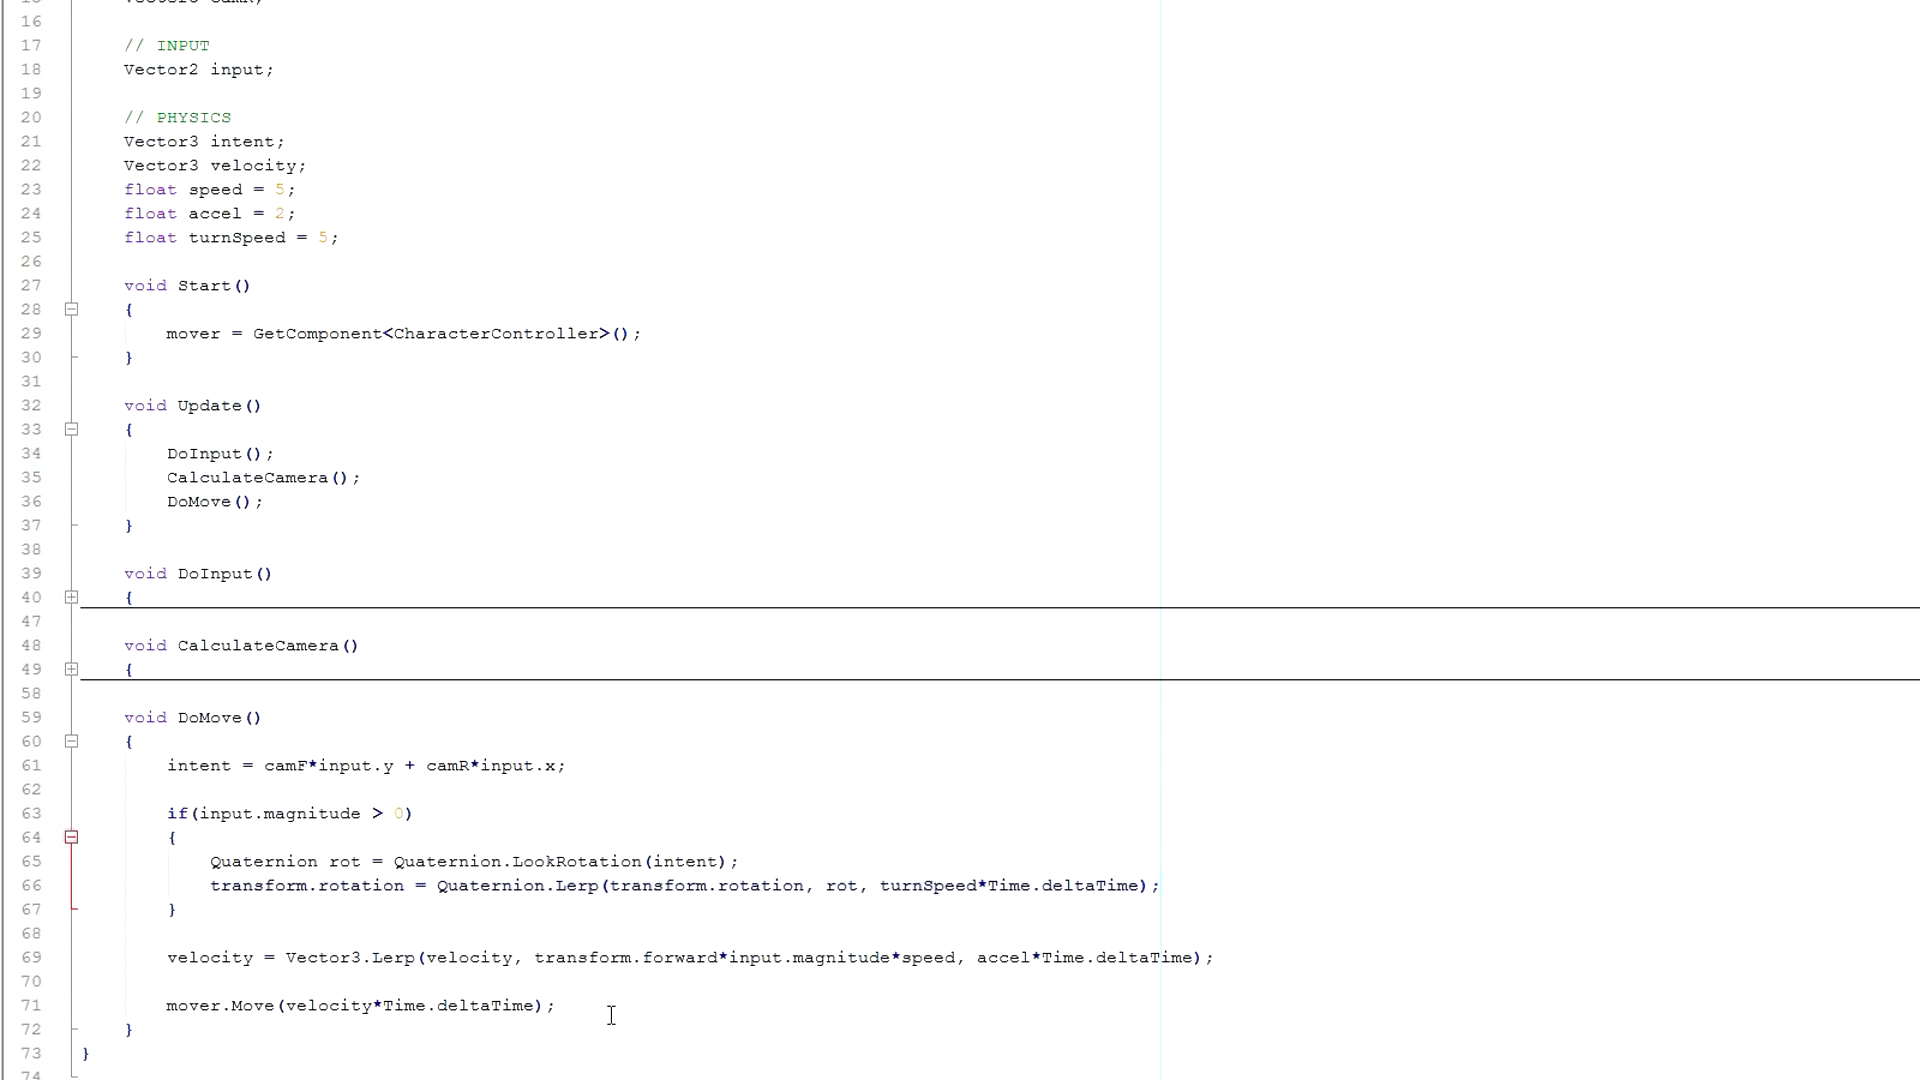 16
17 // INPUT
18 Vector2 input;
19
20 // PHYSICS
21 Vector3 intent;
22 Vector3 velocity;
23 float speed = 5;
24 float accel = 2;
25 float turnSpeed = 5;
26
27 void Start()
28 {
29 mover = GetComponent<CharacterController>();
30 }
31
32 void Update()
33 {
34 DoInput();
35 CalculateCamera();
36 DoMove();
37 }
38
39 void DoInput()
40 {
47
48 void CalculateCamera()
49 {
58
59 void DoMove()
60 {
61 intent = camF*input.y + camR*input.x;
62
63 if(input.magnitude > 0)
64 {
65 Quaternion rot = Quaternion.LookRotation(intent);
66 transform.rotation = Quaternion.Lerp(transform.rotation, rot, turnSpeed*Time.deltaTime);
67 }
68
69 velocity = Vector3.Lerp(velocity, transform.forward*input.magnitude*speed, accel*Time.deltaTime);
70
71 mover.Move(velocity*Time.deltaTime);
72 }
73 }
74